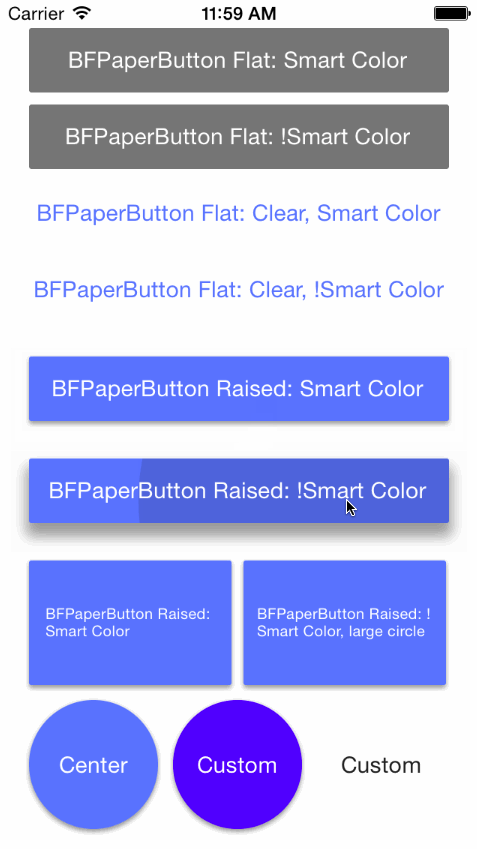 Carrier 11:59 AM
BFPaperButton Flat: Smart Color
BFPaperButton Flat: !Smart Color
BFPaperButton Flat: Clear, Smart Color
BFPaperButton Flat: Clear, !Smart Color
BFPaperButton Raised: Smart Color
BFPaperButton Raised: !Smart Color
BFPaperButton Raised:
Smart Color
BFPaperButton Raised: !
Smart Color, large circle
Center
Custom
Custom